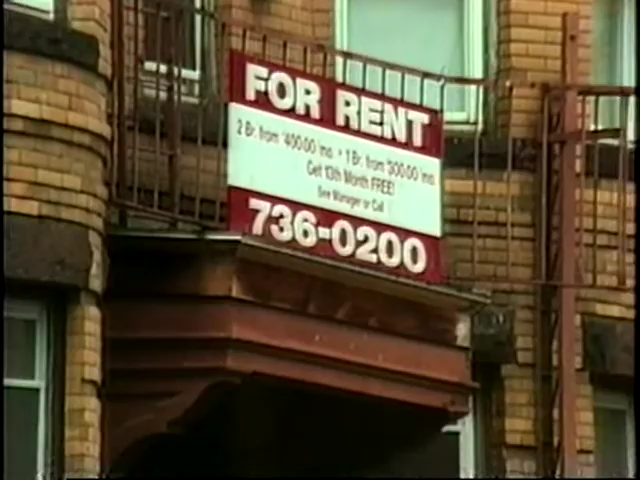 FOR RENT
2 Br. from $400.00 /mo. • 1 Br. from $300.00 /mo.
Get 13th Month FREE!
See Manager or Call
736-0200